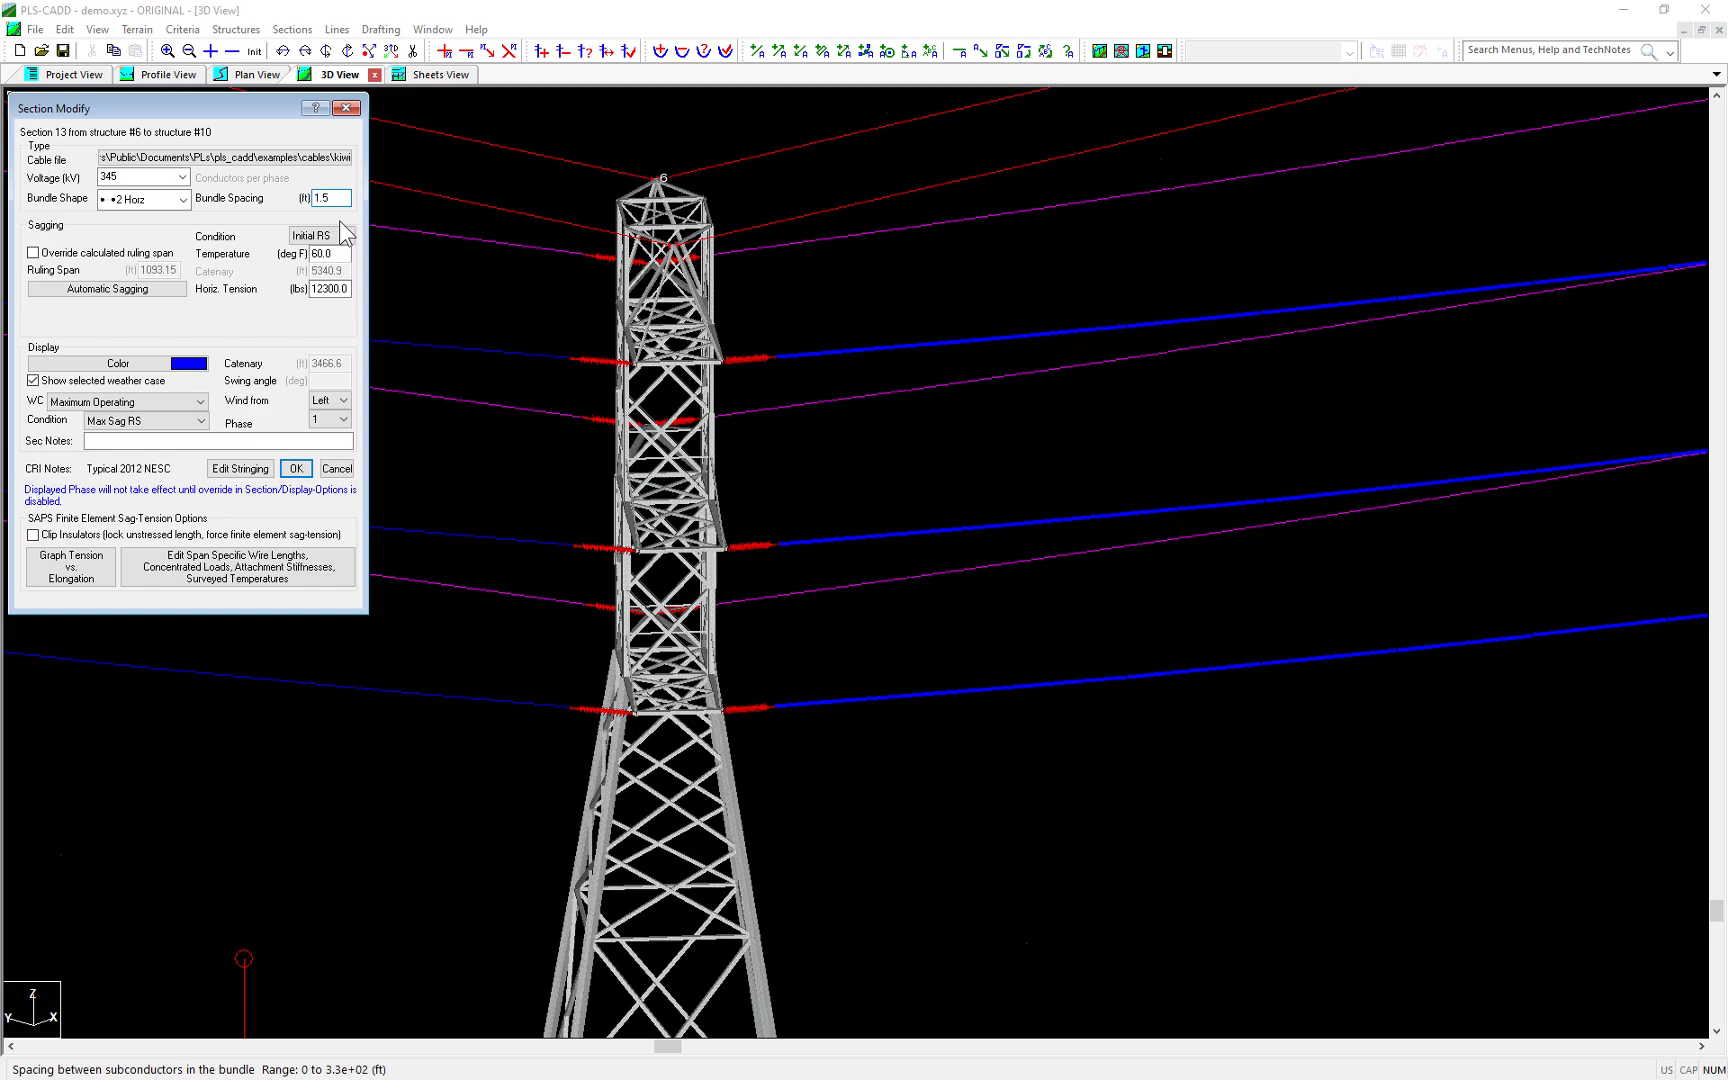 PLS-CADD - demo.xyz - ORIGINAL - [3D View]
File Edit View Terrain Criteria Structures Sections Lines Drafting Window Help
Init 3TD Search Menus, Help and TechNotes
Project View Profile View Plan View 3D View Sheets View
Section Modify
Section 13 from structure #6 to structure #10
Type
Cable file s\Public\Documents\PLs\pls_cadd\examples\cables\kiwi
Voltage (kV) 345 Conductors per phase
Bundle Shape 2 Horz Bundle Spacing (ft) 1.5
Sagging
Condition Initial RS
Override calculated ruling span Temperature (deg F) 60.0
Ruling Span (ft) 1093.15 Catenary (ft) 5340.9
Automatic Sagging Horiz. Tension (lbs) 12300.0
Display
Color Catenary (ft) 3466.6
Show selected weather case Swing angle (deg)
WC Maximum Operating Wind from Left
Condition Max Sag RS Phase 1
Sec Notes:
CRI Notes: Typical 2012 NESC Edit Stringing OK Cancel
Displayed Phase will not take effect until override in Section/Display-Options is
disabled.
SAPS Finite Element Sag-Tension Options
Clip Insulators (lock unstressed length, force finite element sag-tension)
Graph Tension
vs.
Elongation
Edit Span Specific Wire Lengths,
Concentrated Loads, Attachment Stiffnesses,
Surveyed Temperatures
6
Z
Y X
Spacing between subconductors in the bundle Range: 0 to 3.3e+02 (ft)
US CAP NUM